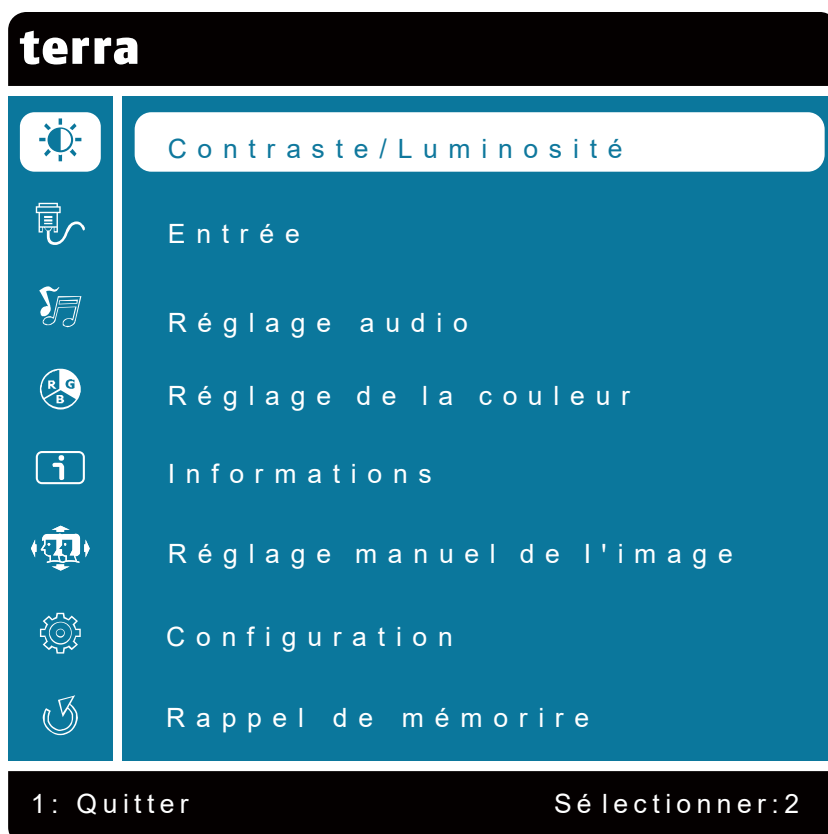 terra
Contraste/Luminosité
Entrée
Réglage audio
R G
B
Réglage de la couleur
i
Informations
Réglage manuel de l'image
Configuration
Rappel de mémorire
1: Quitter Sélectionner:2